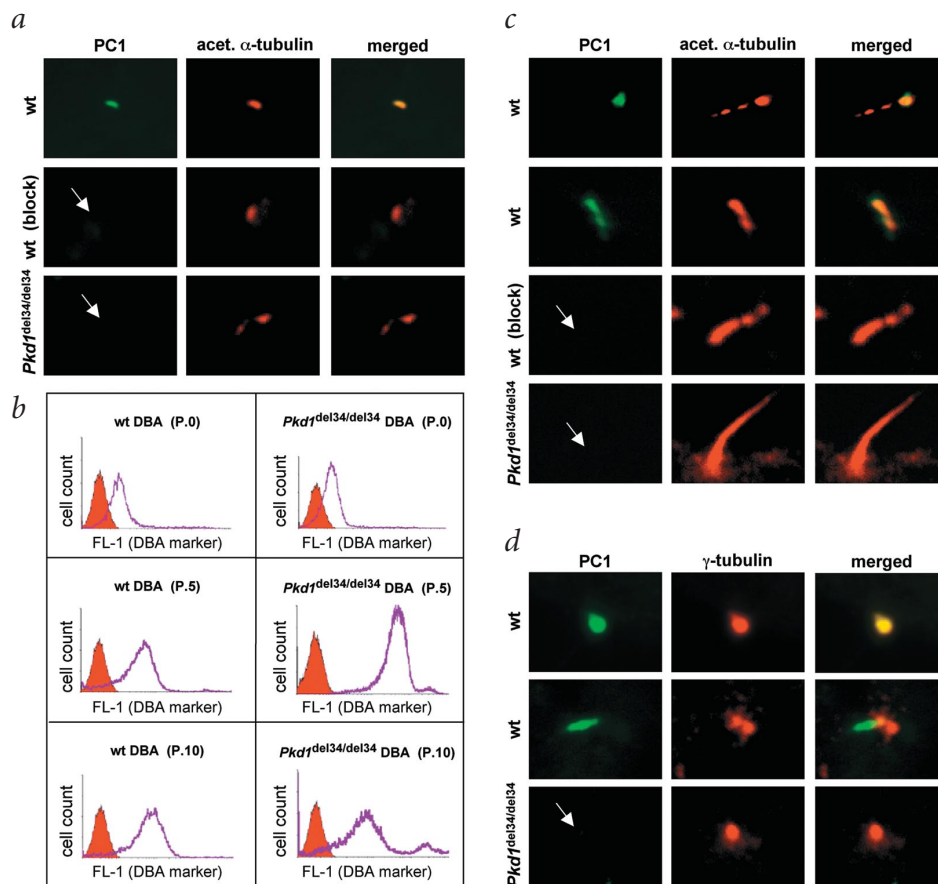 a
PC1 acet. α-tubulin merged
wt
wt (block)
Pkd1del34/del34
b
wt DBA (P.0)
cell count
FL-1 (DBA marker)
Pkd1del34/del34 DBA (P.0)
cell count
FL-1 (DBA marker)
wt DBA (P.5)
cell count
FL-1 (DBA marker)
Pkd1del34/del34 DBA (P.5)
cell count
FL-1 (DBA marker)
wt DBA (P.10)
cell count
FL-1 (DBA marker)
Pkd1del34/del34 DBA (P.10)
cell count
FL-1 (DBA marker)
c
PC1 acet. α-tubulin merged
wt
wt
wt (block)
Pkd1del34/del34
d
PC1 γ-tubulin merged
wt
wt
Pkd1del34/del34